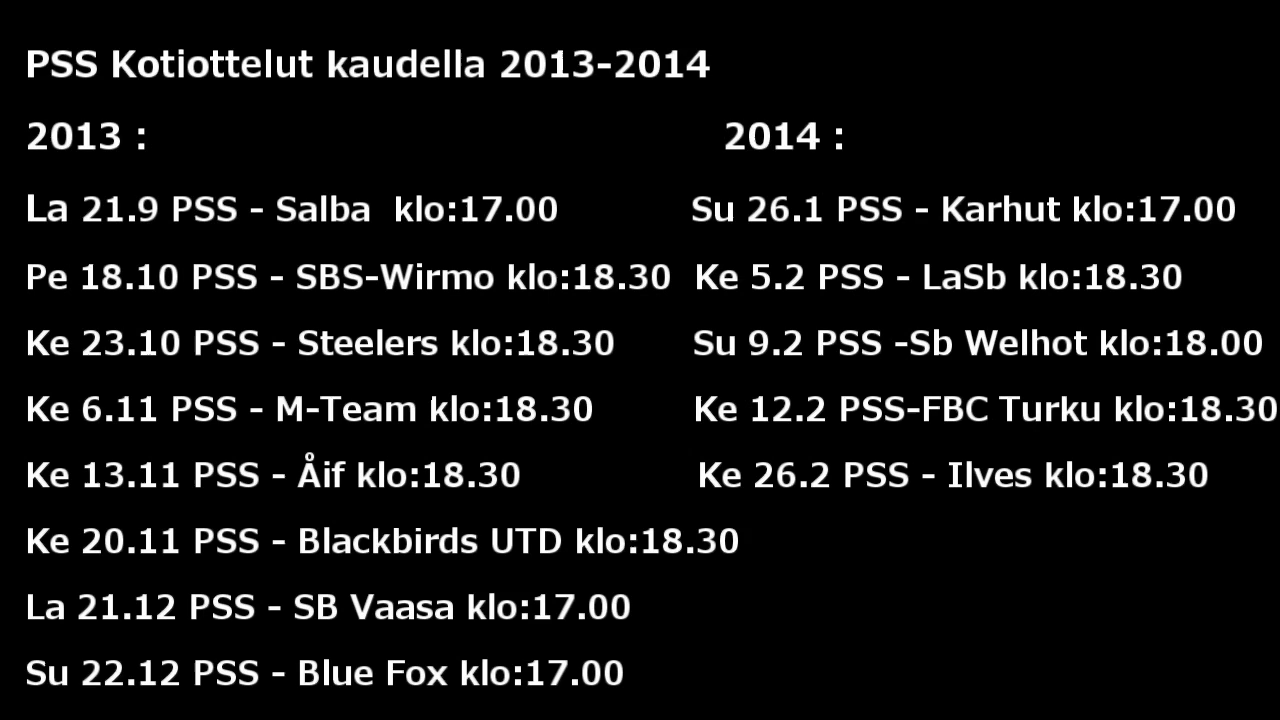 PSS Kotiottelut kaudella 2013-2014
2013 :
La 21.9 PSS - Salba  klo:17.00
Pe 18.10 PSS - SBS-Wirmo klo:18.30
Ke 23.10 PSS - Steelers klo:18.30
Ke 6.11 PSS - M-Team klo:18.30
Ke 13.11 PSS - Åif klo:18.30
Ke 20.11 PSS - Blackbirds UTD klo:18.30
La 21.12 PSS - SB Vaasa klo:17.00
Su 22.12 PSS - Blue Fox klo:17.00
2014 :
Su 26.1 PSS - Karhut klo:17.00
Ke 5.2 PSS - LaSb klo:18.30
Su 9.2 PSS -Sb Welhot klo:18.00
Ke 12.2 PSS-FBC Turku klo:18.30
Ke 26.2 PSS - Ilves klo:18.30